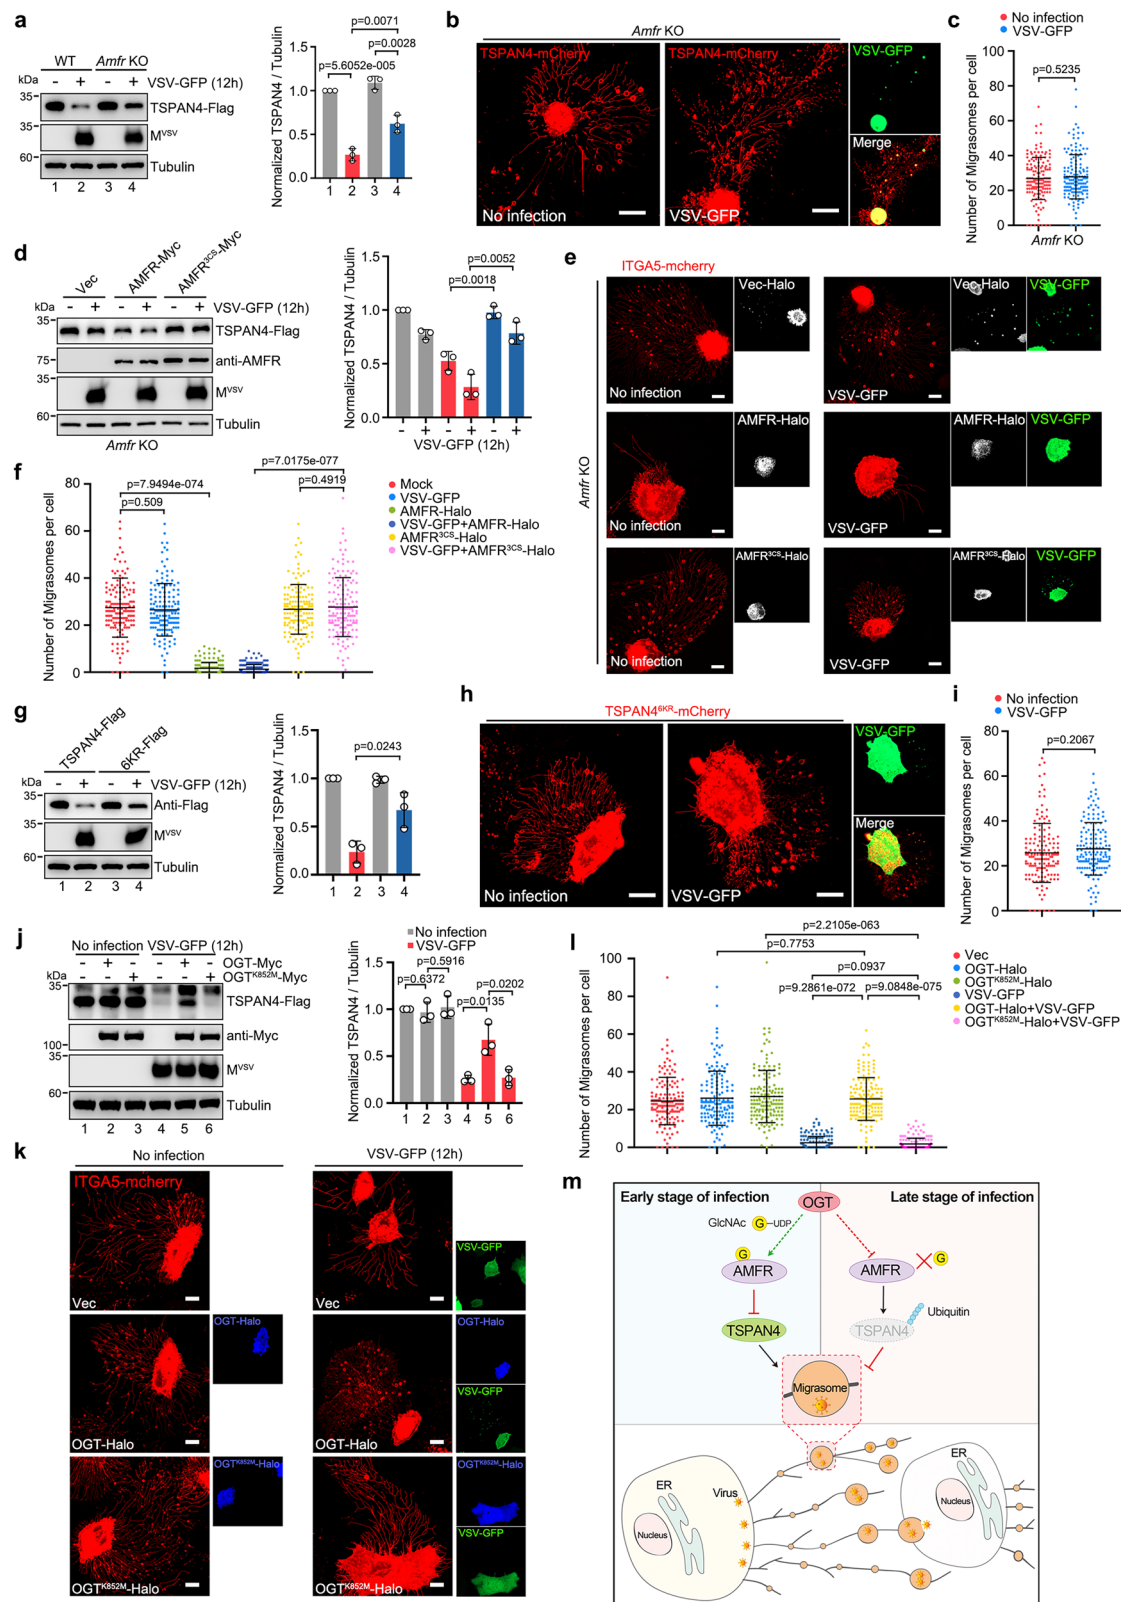 a
WT Amfr KO
kDa - + - + VSV-GFP (12h)
35
TSPAN4-Flag
35
M^VSV
60
Tubulin
1 2 3 4
Normalized TSPAN4 / Tubulin
1.5
1.0
0.5
0.0
p=0.0071
p=0.0028
p=5.6052e-005
1 2 3 4
b
Amfr KO
TSPAN4-mCherry
TSPAN4-mCherry
VSV-GFP
Merge
No infection
VSV-GFP
c
No infection
VSV-GFP
Number of Migrasomes per cell
100
80
60
40
20
0
p=0.5235
Amfr KO
d
Vec AMFR-Myc AMFR^3CS-Myc
kDa - + - + - + VSV-GFP (12h)
35
TSPAN4-Flag
75
anti-AMFR
35
M^VSV
60
Tubulin
Amfr KO
Normalized TSPAN4 / Tubulin
1.5
1.0
0.5
0.0
p=0.0052
p=0.0018
- + - + - +
VSV-GFP (12h)
e
ITGA5-mcherry
Amfr KO
Vec-Halo
Vec-Halo
VSV-GFP
No infection
VSV-GFP
AMFR-Halo
AMFR-Halo
VSV-GFP
No infection
VSV-GFP
AMFR^3CS-Halo
AMFR^3CS-Halo
VSV-GFP
No infection
VSV-GFP
f
Number of Migrasomes per cell
80
60
40
20
0
p=7.0175e-077
p=7.9494e-074
p=0.4919
p=0.509
Mock
VSV-GFP
AMFR-Halo
VSV-GFP+AMFR-Halo
AMFR^3CS-Halo
VSV-GFP+AMFR^3CS-Halo
g
TSPAN4-Flag 6KR-Flag
kDa - + - + VSV-GFP (12h)
35
Anti-Flag
35
M^VSV
60
Tubulin
1 2 3 4
Normalized TSPAN4 / Tubulin
1.5
1.0
0.5
0.0
p=0.0243
1 2 3 4
h
TSPAN4^6KR-mCherry
VSV-GFP
Merge
No infection
VSV-GFP
i
No infection
VSV-GFP
Number of Migrasomes per cell
80
60
40
20
0
p=0.2067
j
No infection VSV-GFP (12h)
- + - - + - OGT-Myc
kDa - - + - - + OGT^K852M-Myc
35
TSPAN4-Flag
100
anti-Myc
35
M^VSV
60
Tubulin
1 2 3 4 5 6
No infection
VSV-GFP
Normalized TSPAN4 / Tubulin
1.5
1.0
0.5
0.0
p=0.5916
p=0.6372
p=0.0202
p=0.0135
1 2 3 4 5 6
l
Number of Migrasomes per cell
100
80
60
40
20
0
p=2.2105e-063
p=0.7753
p=0.0937
p=9.2861e-072
p=9.0848e-075
Vec
OGT-Halo
OGT^K852M-Halo
VSV-GFP
OGT-Halo+VSV-GFP
OGT^K852M-Halo+VSV-GFP
k
No infection
VSV-GFP (12h)
ITGA5-mcherry
VSV-GFP
Vec
Vec
OGT-Halo
OGT-Halo
VSV-GFP
OGT-Halo
OGT-Halo
OGT^K852M-Halo
OGT^K852M-Halo
VSV-GFP
OGT^K852M-Halo
OGT^K852M-Halo
m
Early stage of infection
Late stage of infection
OGT
GlcNAc G -UDP
G
AMFR
AMFR
G
Ubiquitin
TSPAN4
TSPAN4
Migrasome
ER
Virus
Nucleus
ER
Nucleus